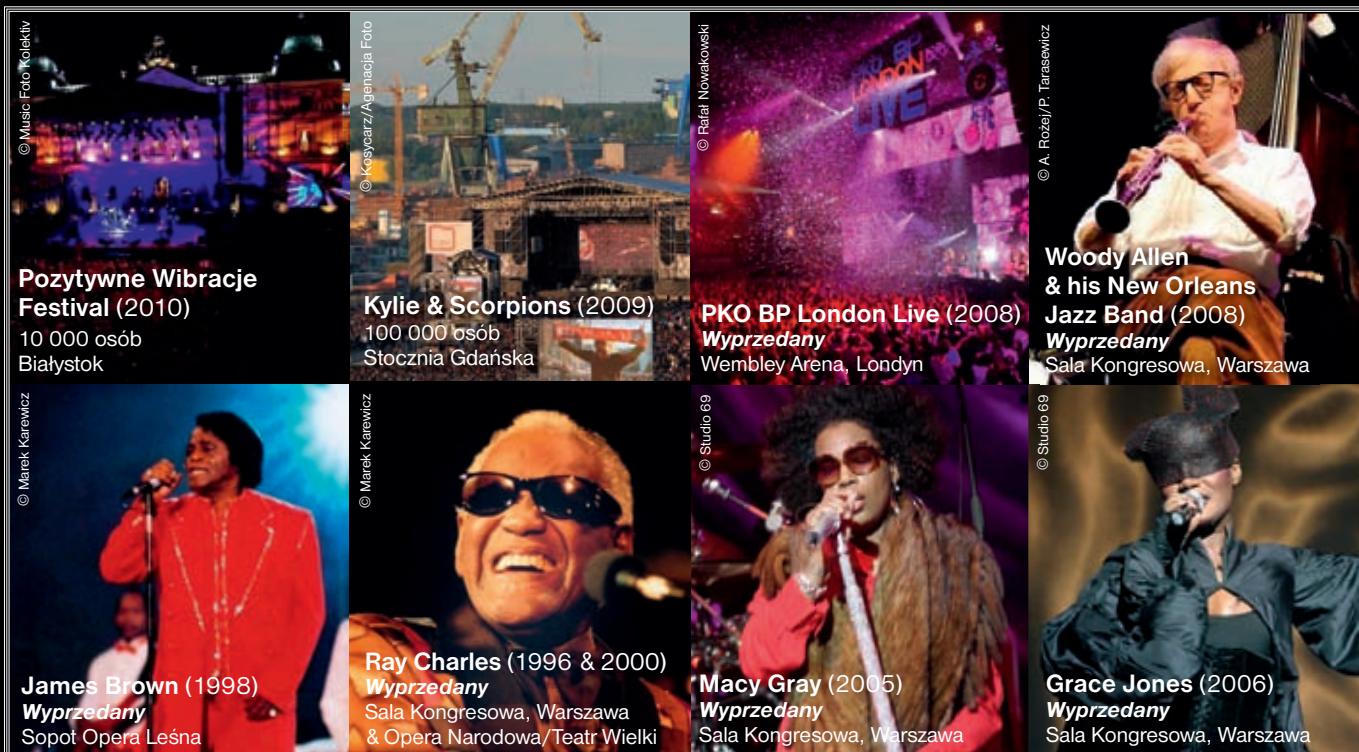 © Music Foto Kolektiv
Pozytywne Wibracje
Festival (2010)
10 000 osób
Białystok
© Kosycarz/Agenacja Foto
Kylie & Scorpions (2009)
100 000 osób
Stocznia Gdańska
© Rafał Nowakowski
BP
LONDON
LIVE
PKO BP London Live (2008)
Wyprzedany
Wembley Arena, Londyn
© A. Rożej/P. Tarasewicz
Woody Allen
& his New Orleans
Jazz Band (2008)
Wyprzedany
Sala Kongresowa, Warszawa
© Marek Karewicz
James Brown (1998)
Wyprzedany
Sopot Opera Leśna
© Marek Karewicz
Ray Charles (1996 & 2000)
Wyprzedany
Sala Kongresowa, Warszawa
& Opera Narodowa/Teatr Wielki
© Studio 69
Macy Gray (2005)
Wyprzedany
Sala Kongresowa, Warszawa
© Studio 69
Grace Jones (2006)
Wyprzedany
Sala Kongresowa, Warszawa